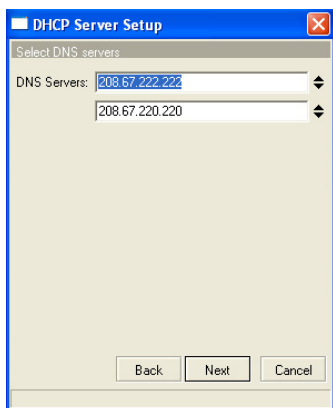 DHCP Server Setup
Select DNS servers
DNS Servers: 208.67.222.222
208.67.220.220
Back Next Cancel